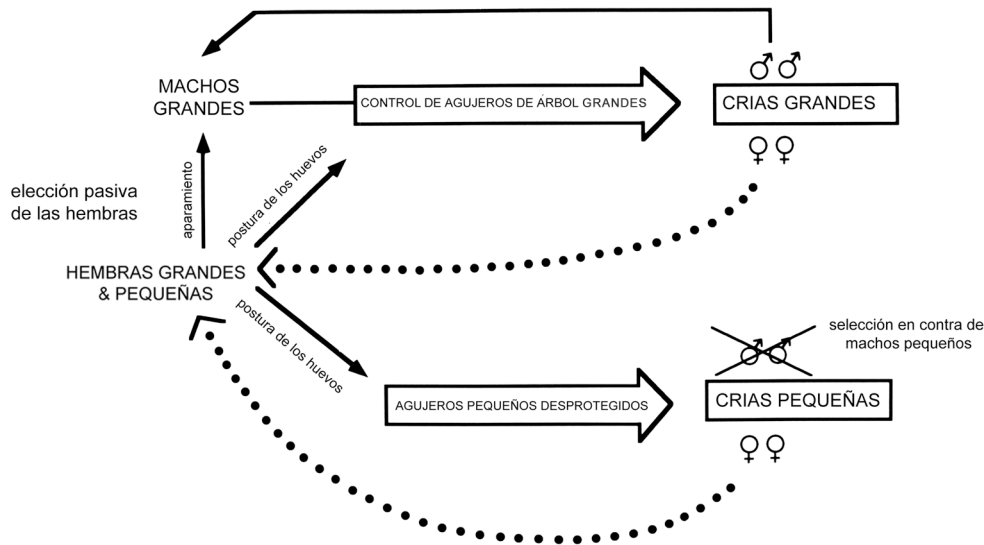 MACHOS
GRANDES
CONTROL DE AGUJEROS DE ÁRBOL GRANDES
CRIAS GRANDES
elección pasiva
de las hembras
aparamiento
postura de los huevos
HEMBRAS GRANDES
& PEQUEÑAS
postura de los huevos
AGUJEROS PEQUEÑOS DESPROTEGIDOS
selección en contra de
machos pequeños
CRIAS PEQUEÑAS